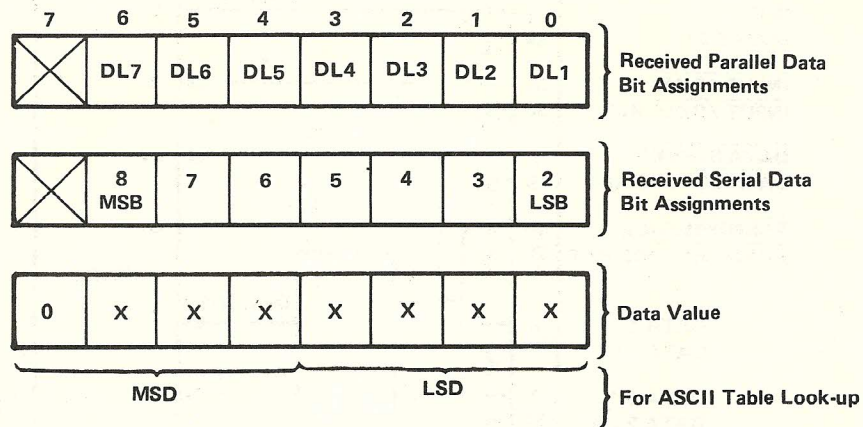 7 6 5 4 3 2 1 0
DL7 DL6 DL5 DL4 DL3 DL2 DL1
Received Parallel Data
Bit Assignments
8 7 6 5 4 3 2
MSB LSB
Received Serial Data
Bit Assignments
0 X X X X X X X
Data Value
MSD LSD
For ASCII Table Look-up